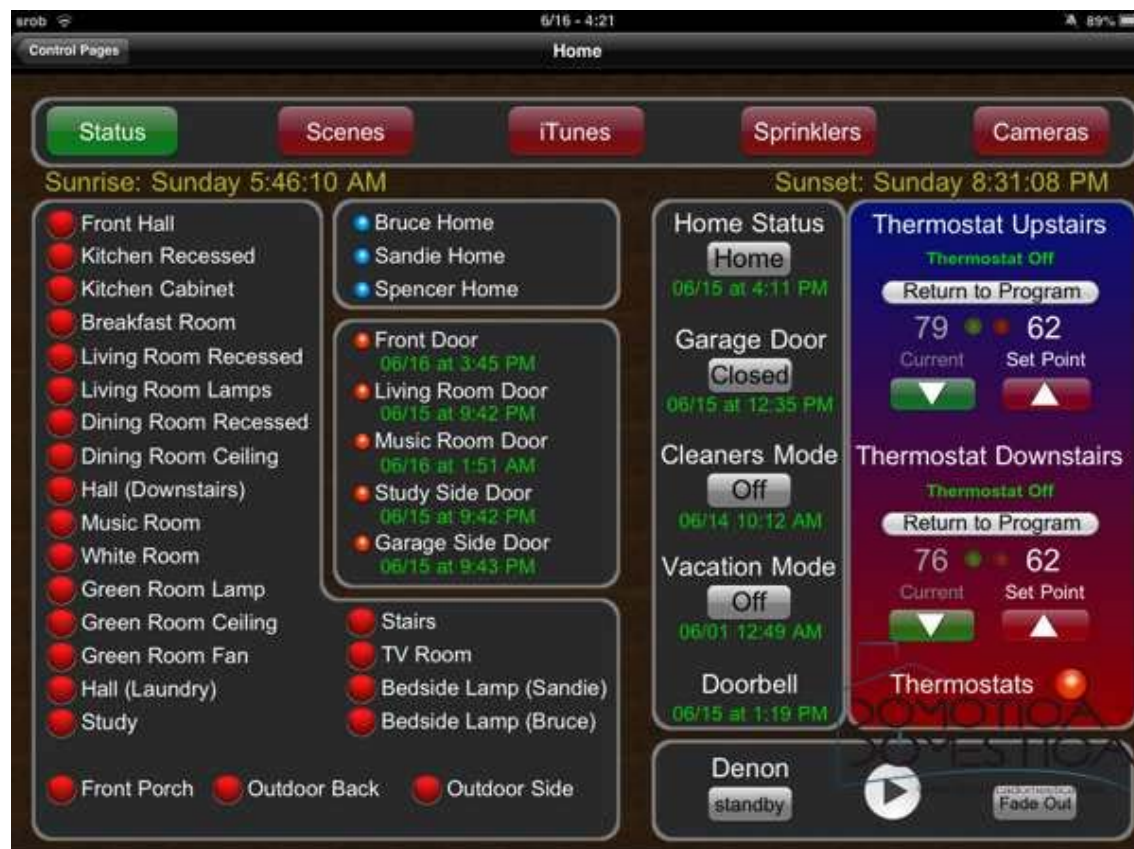 srob
6/16 - 4:21
89%
Control Pages
Home
Status
Scenes
iTunes
Sprinklers
Cameras
Sunrise: Sunday 5:46:10 AM
Sunset: Sunday 8:31:08 PM
Front Hall
Kitchen Recessed
Kitchen Cabinet
Breakfast Room
Living Room Recessed
Living Room Lamps
Dining Room Recessed
Dining Room Ceiling
Hall (Downstairs)
Music Room
White Room
Green Room Lamp
Green Room Ceiling
Green Room Fan
Hall (Laundry)
Study
Stairs
TV Room
Bedside Lamp (Sandie)
Bedside Lamp (Bruce)
Front Porch
Outdoor Back
Outdoor Side
Bruce Home
Sandie Home
Spencer Home
Front Door
06/16 at 3:45 PM
Living Room Door
06/15 at 9:42 PM
Music Room Door
06/16 at 1:51 AM
Study Side Door
06/15 at 9:42 PM
Garage Side Door
06/15 at 9:43 PM
Home Status
Home
06/15 at 4:11 PM
Garage Door
Closed
06/15 at 12:35 PM
Cleaners Mode
Off
06/14 10:12 AM
Vacation Mode
Off
06/01 12:49 AM
Doorbell
06/15 at 1:19 PM
Thermostat Upstairs
Thermostat Off
Return to Program
79
62
Current
Set Point
Thermostat Downstairs
Thermostat Off
Return to Program
76
62
Current
Set Point
Thermostats
DOMOTICA
DOMESTICA
Denon
standby
Fade Out